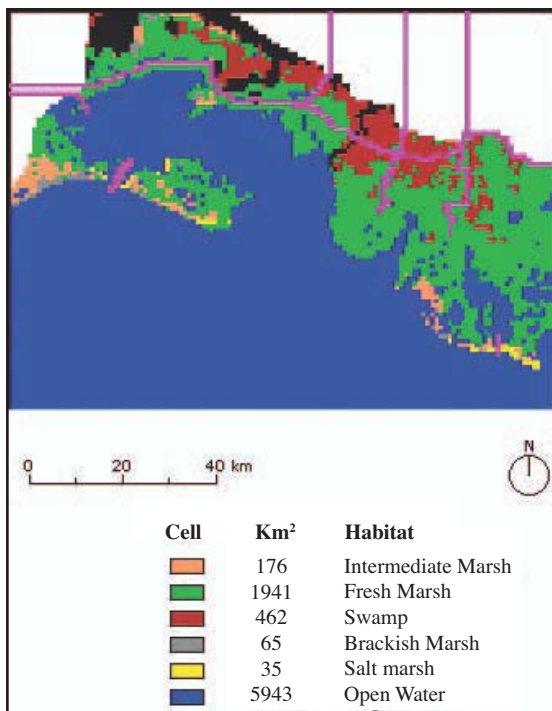 N
0 20 40 km
Cell Km² Habitat
176 Intermediate Marsh
1941 Fresh Marsh
462 Swamp
65 Brackish Marsh
35 Salt marsh
5943 Open Water